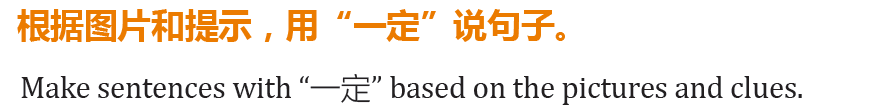 根据图片和提示，用“一定”说句子。
Make sentences with “一定” based on the pictures and clues.